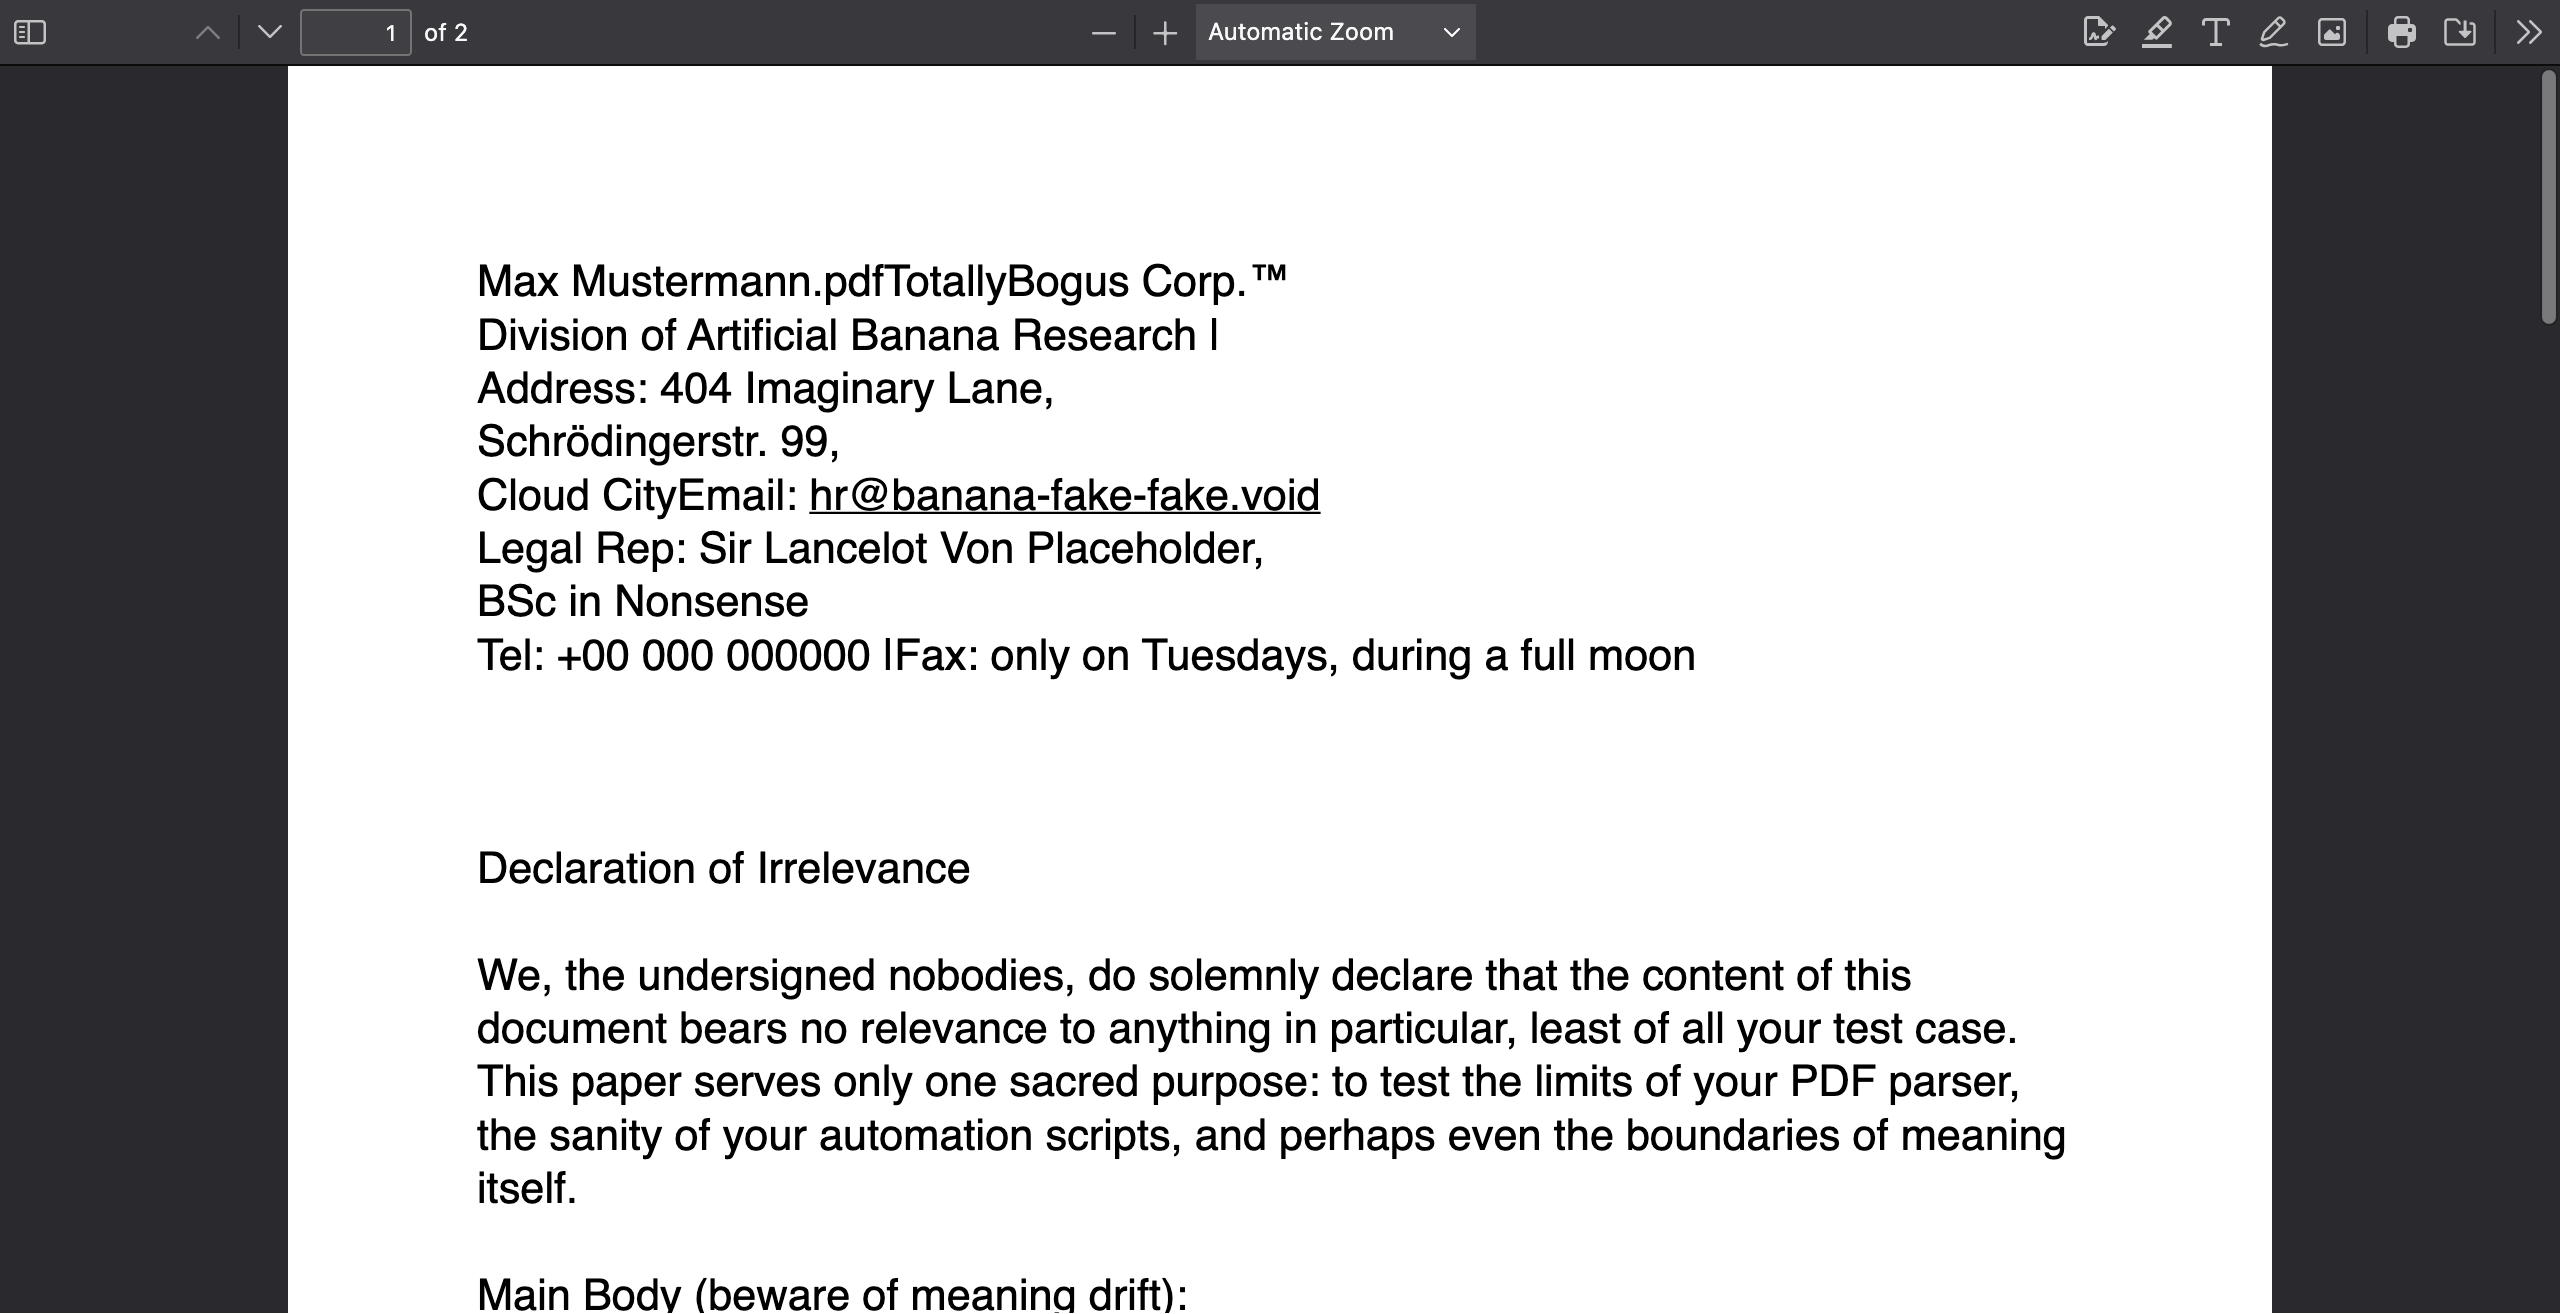 1 of 2 Automatic Zoom
Max Mustermann.pdfTotallyBogus Corp.™
Division of Artificial Banana Research |
Address: 404 Imaginary Lane,
Schrödingerstr. 99,
Cloud CityEmail: hr@banana-fake-fake.void
Legal Rep: Sir Lancelot Von Placeholder,
BSc in Nonsense
Tel: +00 000 000000 |Fax: only on Tuesdays, during a full moon
Declaration of Irrelevance
We, the undersigned nobodies, do solemnly declare that the content of this
document bears no relevance to anything in particular, least of all your test case.
This paper serves only one sacred purpose: to test the limits of your PDF parser,
the sanity of your automation scripts, and perhaps even the boundaries of meaning
itself.
Main Body (beware of meaning drift):